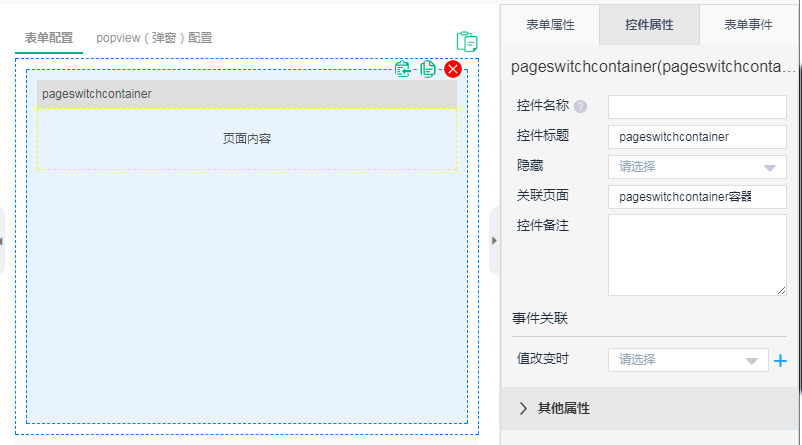 表单配置
popview（弹窗）配置
pageswitchcontainer
页面内容
表单属性
控件属性
表单事件
pageswitchcontainer(pageswitchconta...
控件名称 ?
控件标题
pageswitchcontainer
隐藏
请选择
关联页面
pageswitchcontainer容器
控件备注
事件关联
值改变时
请选择
其他属性